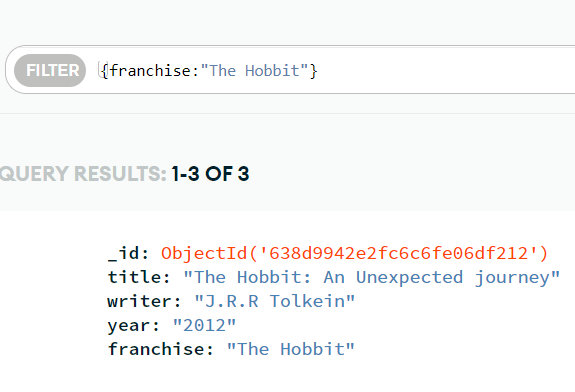 FILTER {franchise:"The Hobbit"}
QUERY RESULTS: 1-3 OF 3
_id: ObjectId('638d9942e2fc6c6fe06df212')
title: "The Hobbit: An Unexpected journey"
writer: "J.R.R Tolkein"
year: "2012"
franchise: "The Hobbit"